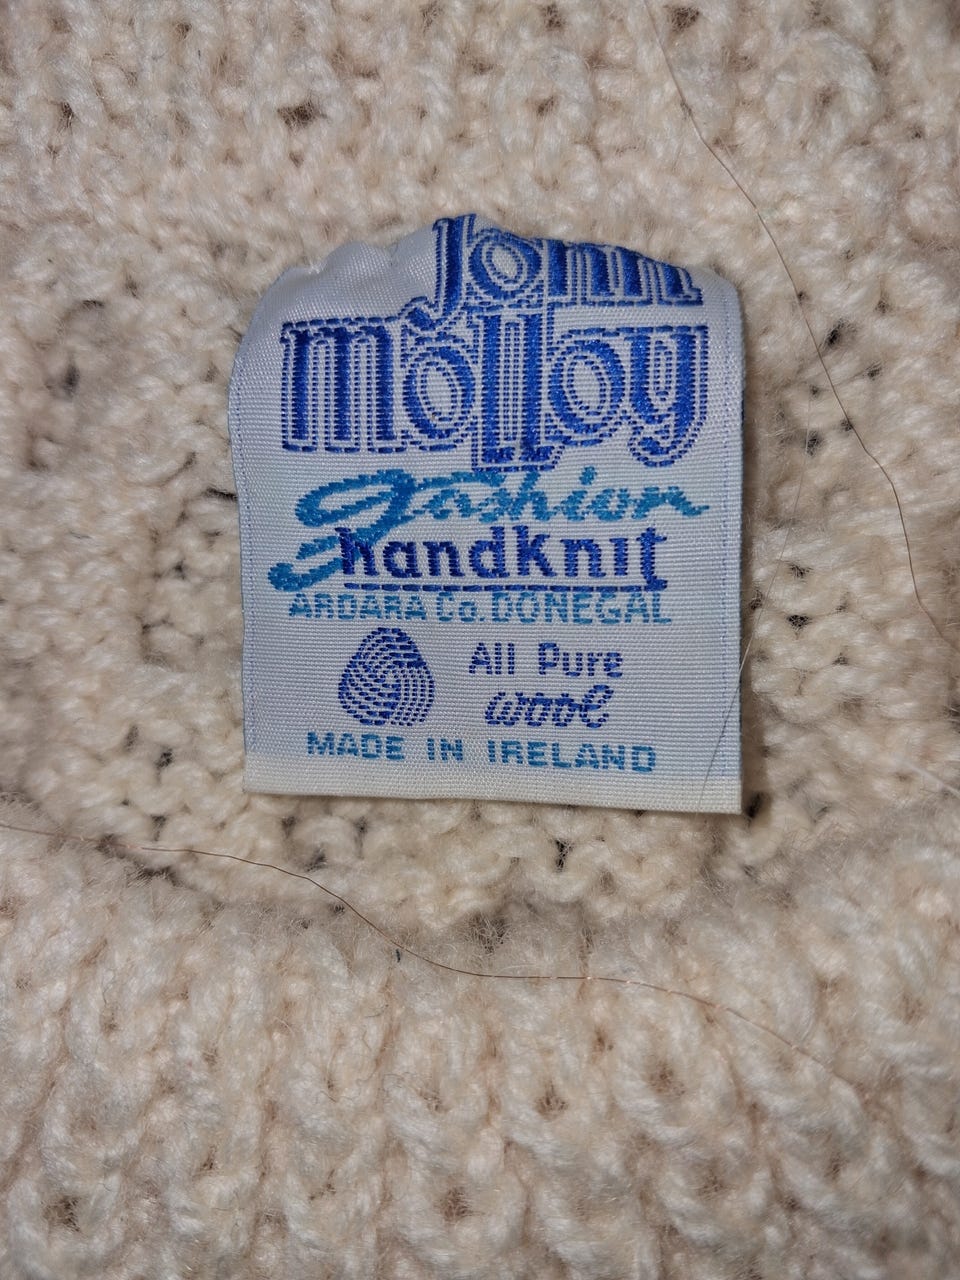 John
Molloy
fashion
handknit
ARDARA Co. DONEGAL
All Pure
wool
MADE IN IRELAND